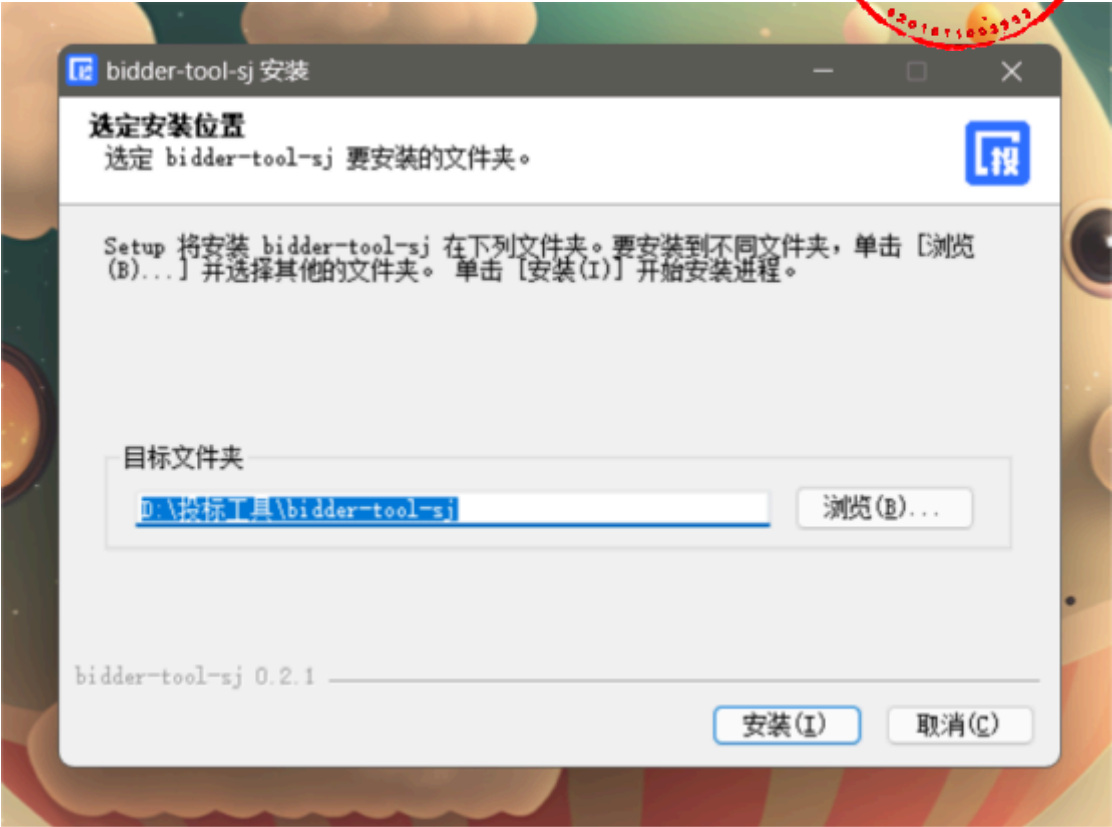 bidder-tool-sj 安装
选定安装位置
选定 bidder-tool-sj 要安装的文件夹。
投
Setup 将安装 bidder-tool-sj 在下列文件夹。要安装到不同文件夹，单击 [浏览
(B)...] 并选择其他的文件夹。 单击 [安装(I)] 开始安装进程。
目标文件夹
D:\投标工具\bidder-tool-sj
浏览(B)...
bidder-tool-sj 0.2.1
安装(I)
取消(C)